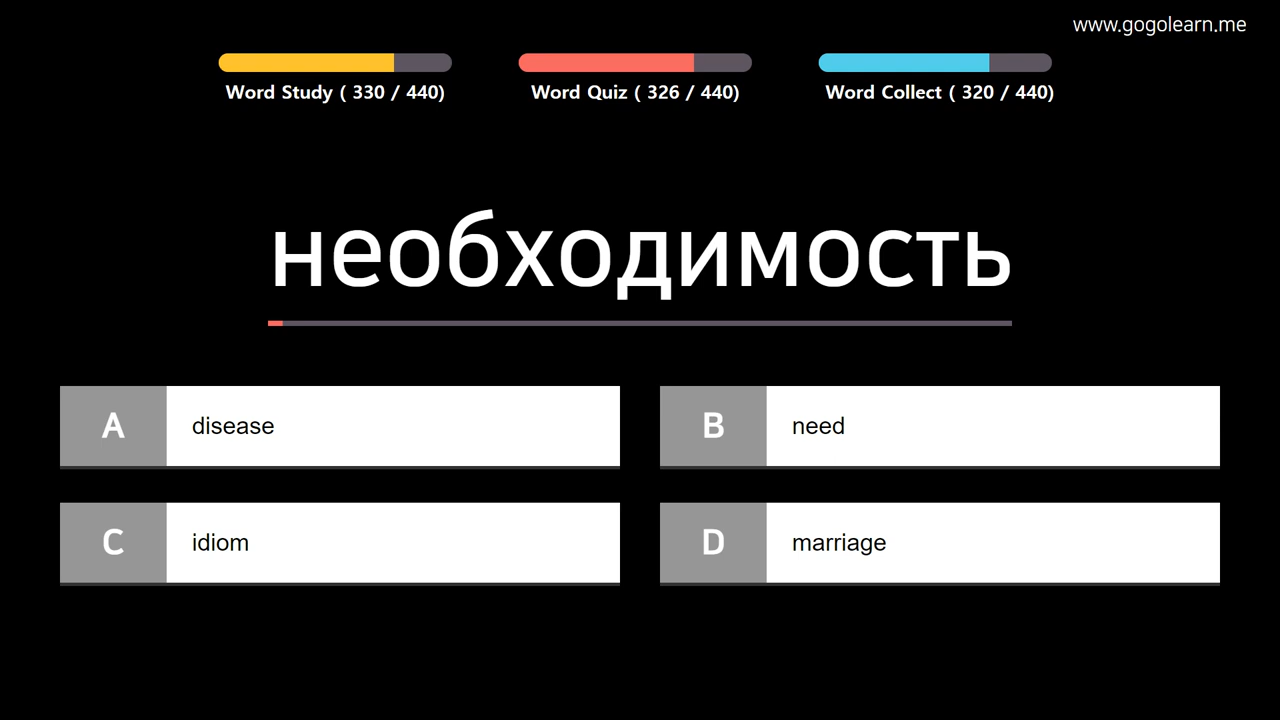 www.gogolearn.me
Word Study ( 330 / 440)
Word Quiz ( 326 / 440)
Word Collect ( 320 / 440)
необходимость
A disease
B need
C idiom
D marriage